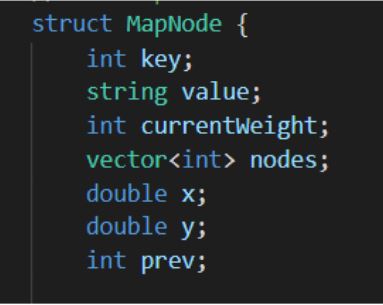 struct MapNode {
int key;
string value;
int currentWeight;
vector<int> nodes;
double x;
double y;
int prev;